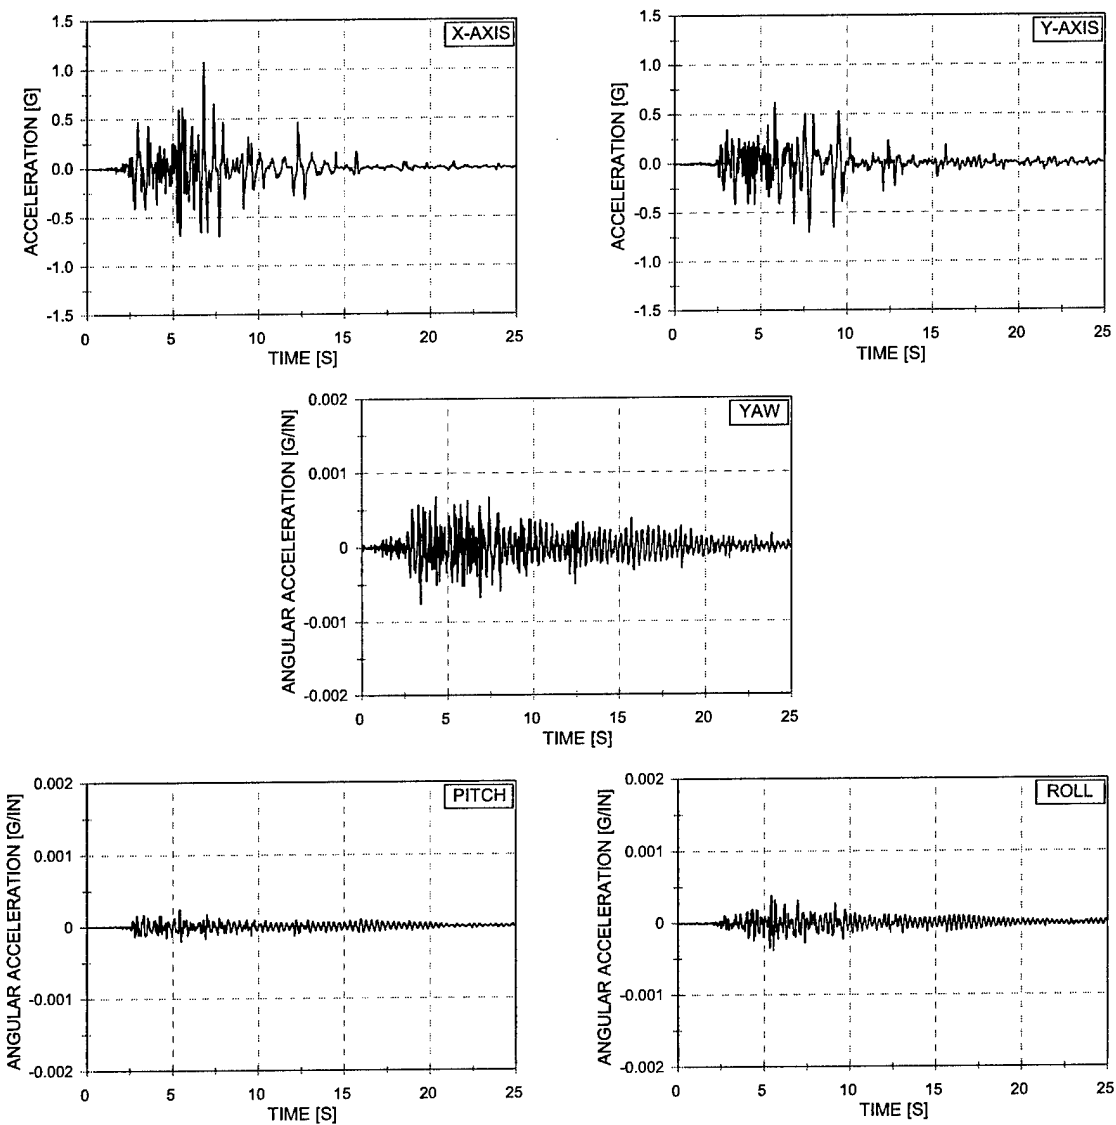 X-AXIS
ACCELERATION [G]
1.5
1.0
0.5
0.0
-0.5
-1.0
-1.5
0 5 10 15 20 25
TIME [S]
Y-AXIS
ACCELERATION [G]
1.5
1.0
0.5
0.0
-0.5
-1.0
-1.5
0 5 10 15 20 25
TIME [S]
YAW
ANGULAR ACCELERATION [G/IN]
0.002
0.001
0
-0.001
-0.002
0 5 10 15 20 25
TIME [S]
PITCH
ANGULAR ACCELERATION [G/IN]
0.002
0.001
0
-0.001
-0.002
0 5 10 15 20 25
TIME [S]
ROLL
ANGULAR ACCELERATION [G/IN]
0.002
0.001
0
-0.001
-0.002
0 5 10 15 20 25
TIME [S]